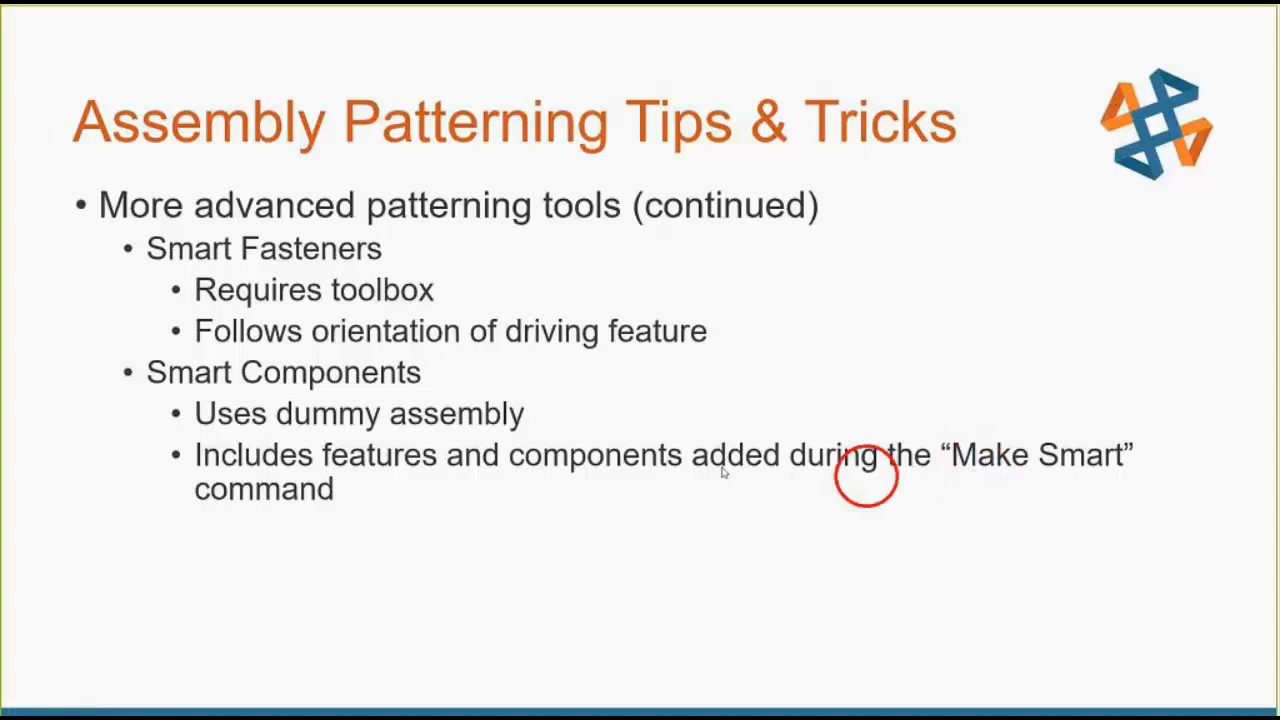 Assembly Patterning Tips & Tricks
• More advanced patterning tools (continued)
• Smart Fasteners
• Requires toolbox
• Follows orientation of driving feature
• Smart Components
• Uses dummy assembly
• Includes features and components added during the “Make Smart”
command